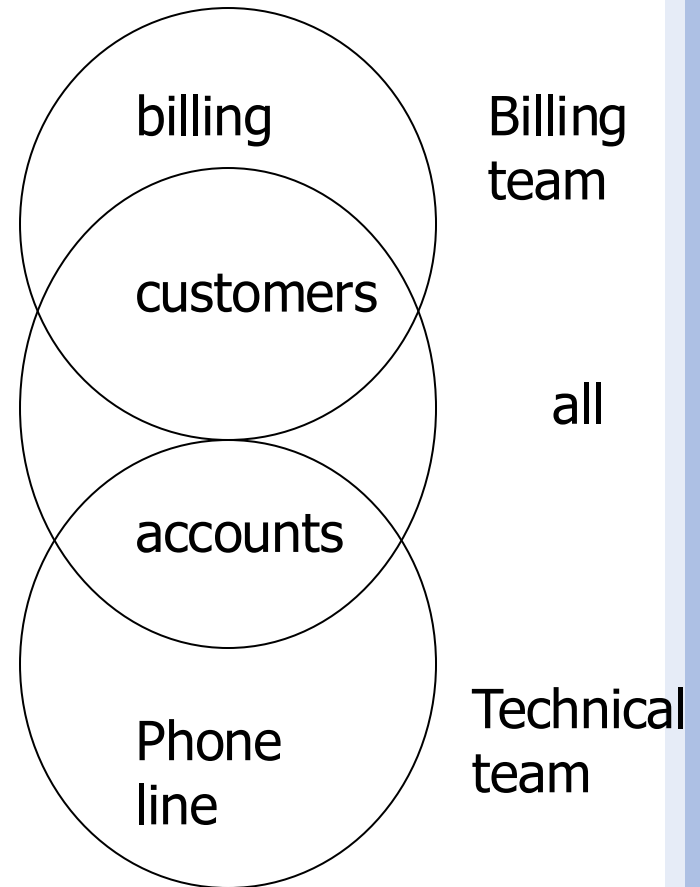 billing
Billing
team
customers
all
accounts
Phone
line
Technical
team